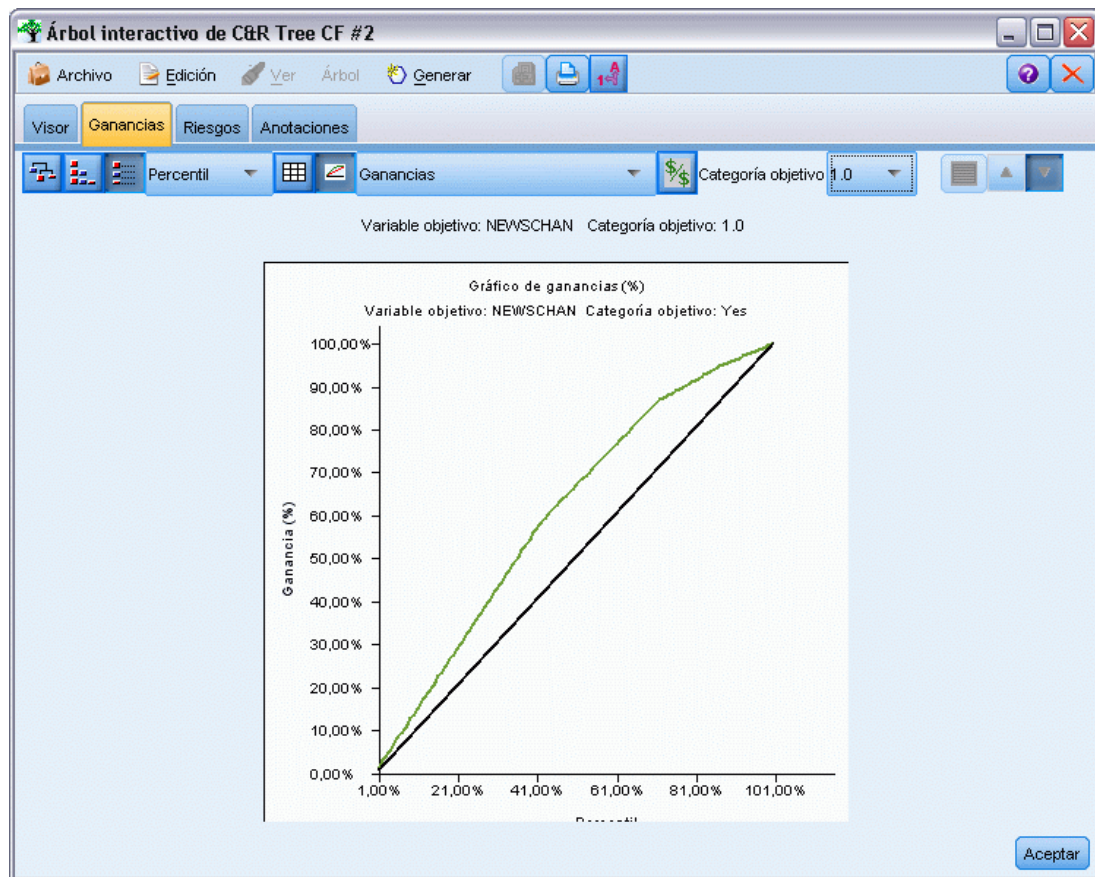 Árbol interactivo de C&R Tree CF #2
Archivo Edición Ver Árbol Generar
Visor Ganancias Riesgos Anotaciones
Percentil Ganancias Categoría objetivo 1.0
Variable objetivo: NEWSCHAN Categoría objetivo: 1.0
Gráfico de ganancias (%)
Variable objetivo: NEWSCHAN Categoría objetivo: Yes
100,00%
90,00%
80,00%
70,00%
60,00%
50,00%
40,00%
30,00%
20,00%
10,00%
0,00%
Ganancia (%)
1,00% 21,00% 41,00% 61,00% 81,00% 101,00%
Percentil
Aceptar